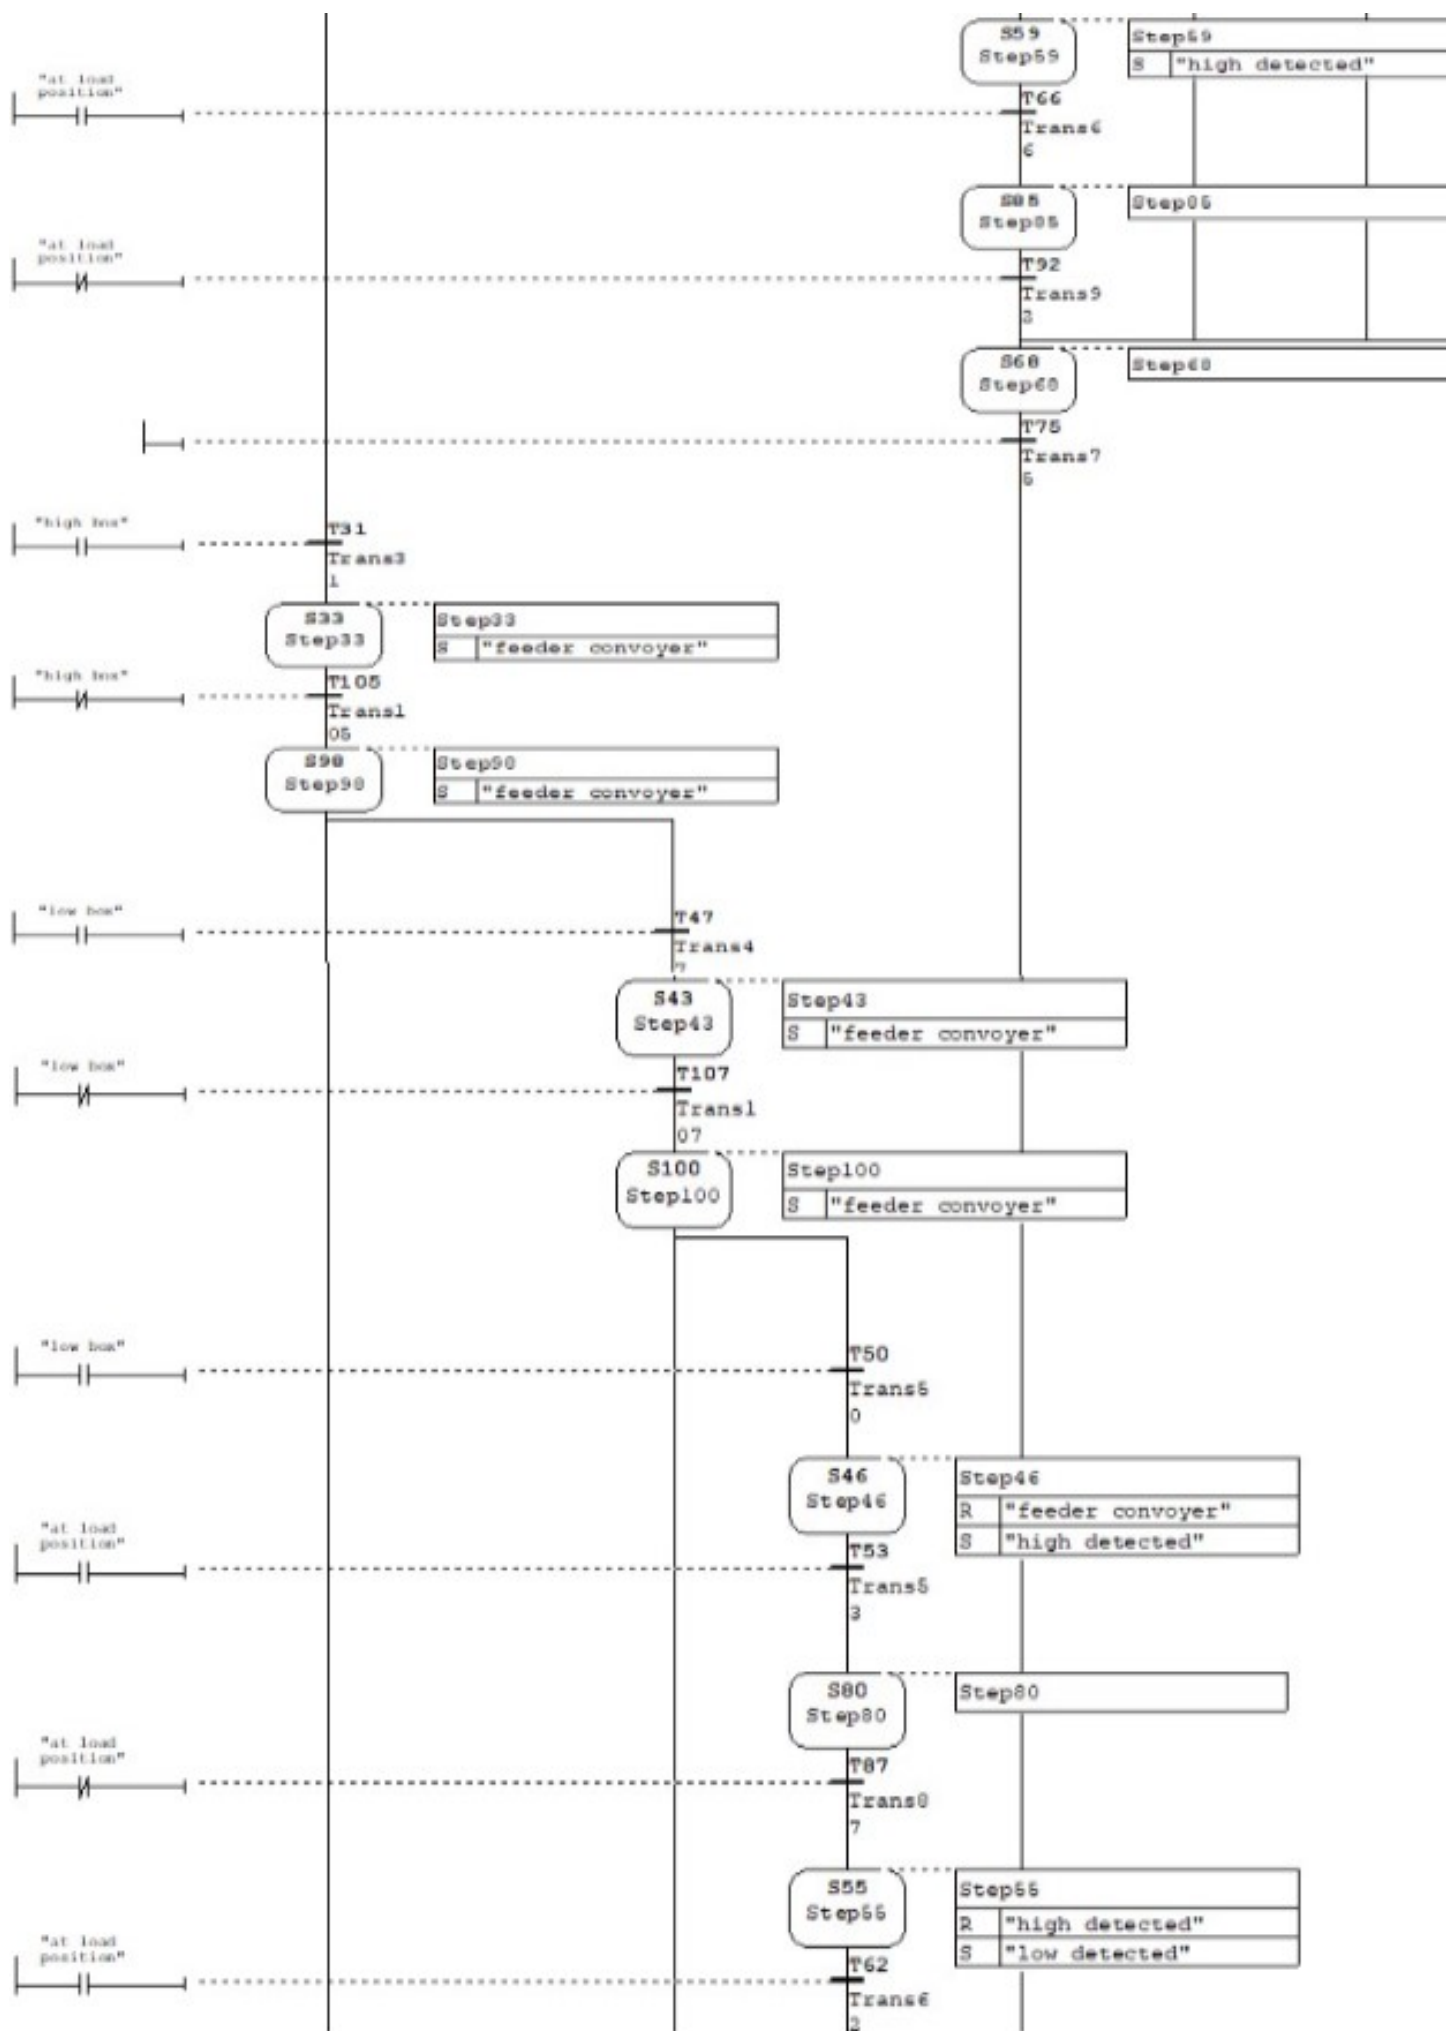 S59
Step59
Step59
S "high detected"
"at load
position"
T66
Trans6
6
S85
Step85
Step85
"at load
position"
T92
Trans9
2
S68
Step68
Step68
T75
Trans7
5
"high box"
T31
Trans3
1
S33
Step33
Step33
S "feeder convoyer"
"high box"
T105
Trans1
05
S98
Step98
Step98
S "feeder convoyer"
"low box"
T47
Trans4
7
S43
Step43
Step43
S "feeder convoyer"
"low box"
T107
Trans1
07
S100
Step100
Step100
S "feeder convoyer"
"low box"
T50
Trans5
0
S46
Step46
Step46
R "feeder convoyer"
S "high detected"
"at load
position"
T53
Trans5
3
S80
Step80
Step80
"at load
position"
T87
Trans8
7
S55
Step55
Step55
R "high detected"
S "low detected"
"at load
position"
T62
Trans6
2